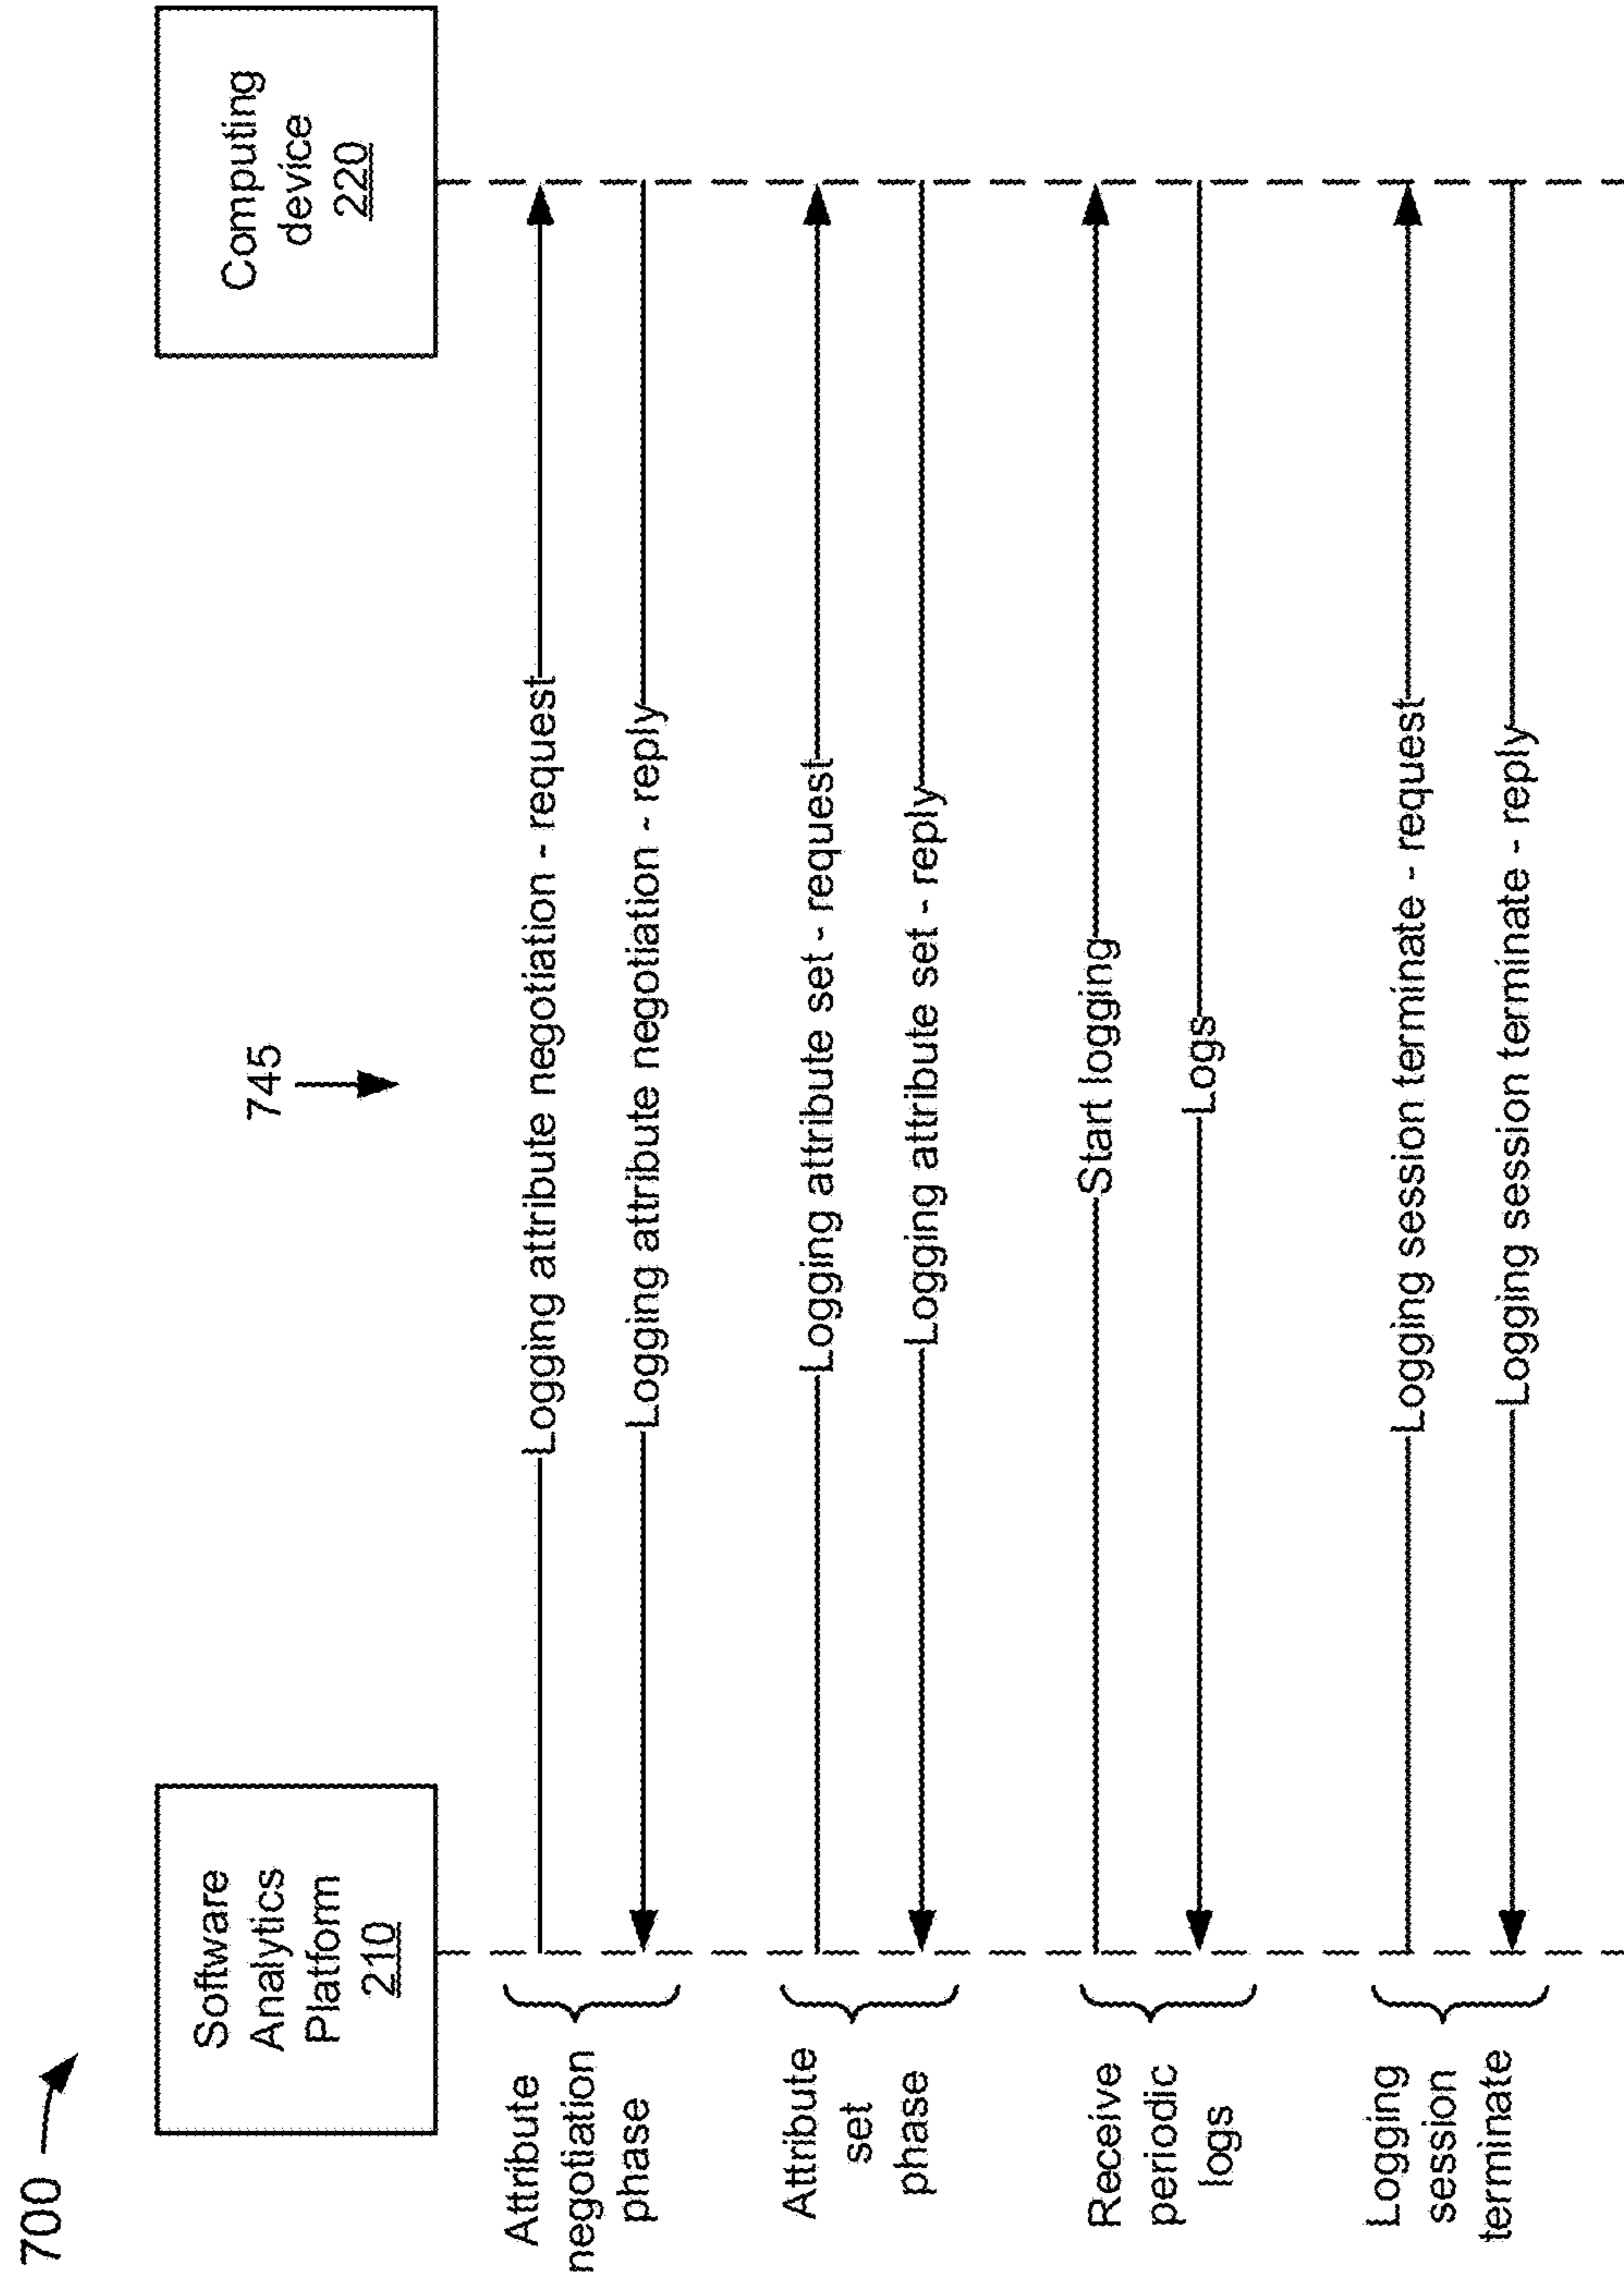 700
745
Software
Analytics
Platform
210
Computing
device
220
Attribute
negotiation
phase
Logging attribute negotiation - request
Logging attribute negotiation - reply
Attribute
set
phase
Logging attribute set - request
Logging attribute set - reply
Receive
periodic
logs
Start logging
Logs
Logging
session
terminate
Logging session terminate - request
Logging session terminate - reply